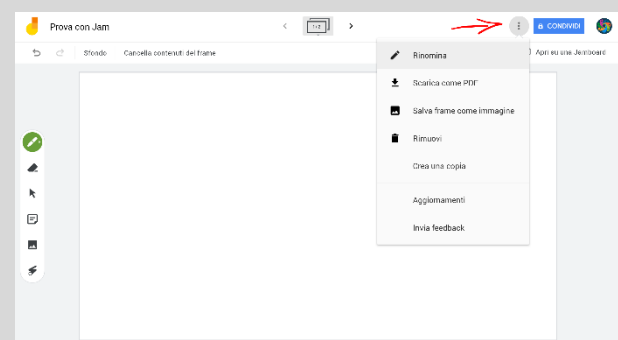 Prova con Jam
1/2
CONDIVIDI
Sfondo
Cancella contenuti del frame
Apri su una Jamboard
Rinomina
Scarica come PDF
Salva frame come immagine
Rimuovi
Crea una copia
Aggiornamenti
Invia feedback